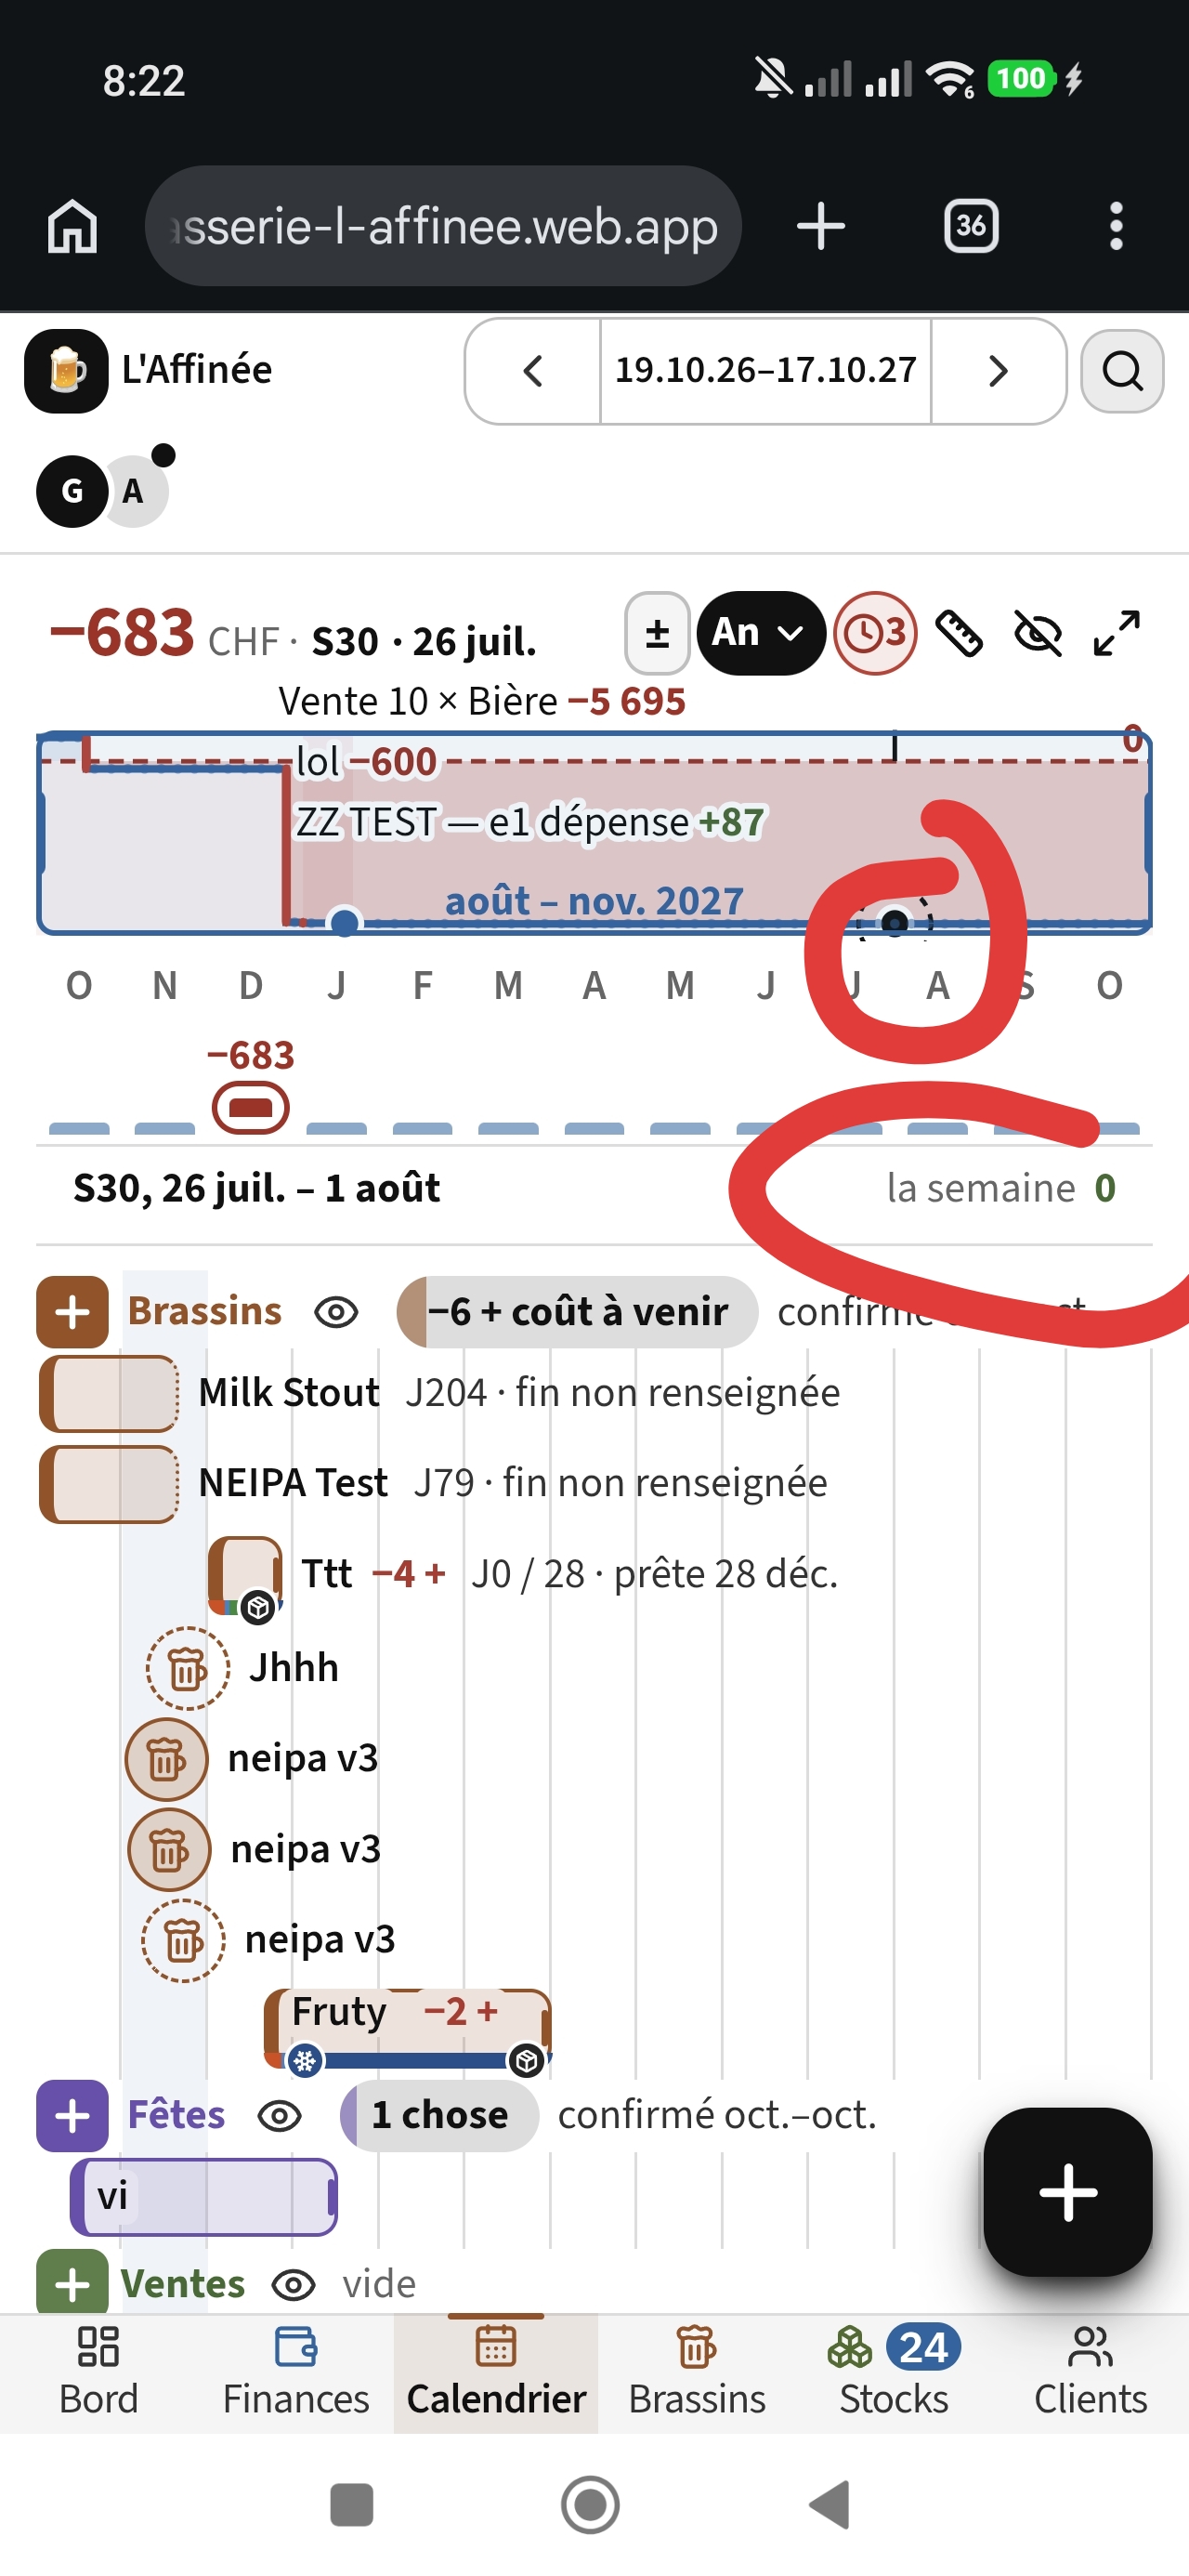 8:22
6
100
asserie-l-affinee.web.app
36
L'Affinée
19.10.26–17.10.27
G A
−683 CHF · S30 · 26 juil.
± An 3
Vente 10 × Bière −5 695
0
lol −600
ZZ TEST — e1 dépense +87
août – nov. 2027
O N D J F M A M J J A S O
−683
S30, 26 juil. – 1 août
la semaine 0
Brassins −6 + coût à venir
Milk Stout J204 · fin non renseignée
NEIPA Test J79 · fin non renseignée
Ttt −4 + J0 / 28 · prête 28 déc.
Jhhh
neipa v3
neipa v3
neipa v3
Fruty −2 +
Fêtes 1 chose confirmé oct.–oct.
vi
Ventes vide
24
Bord Finances Calendrier Brassins Stocks Clients